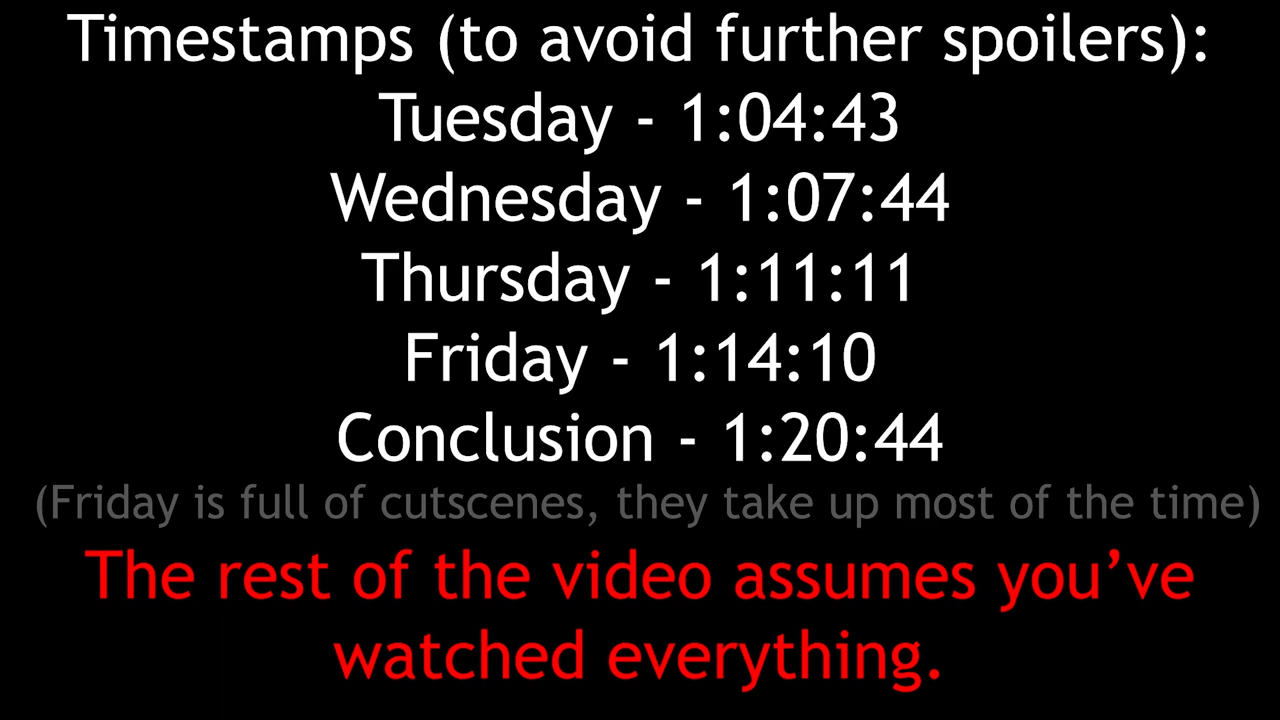 Timestamps (to avoid further spoilers):
Tuesday - 1:04:43
Wednesday - 1:07:44
Thursday - 1:11:11
Friday - 1:14:10
Conclusion - 1:20:44
(Friday is full of cutscenes, they take up most of the time)
The rest of the video assumes you’ve
watched everything.